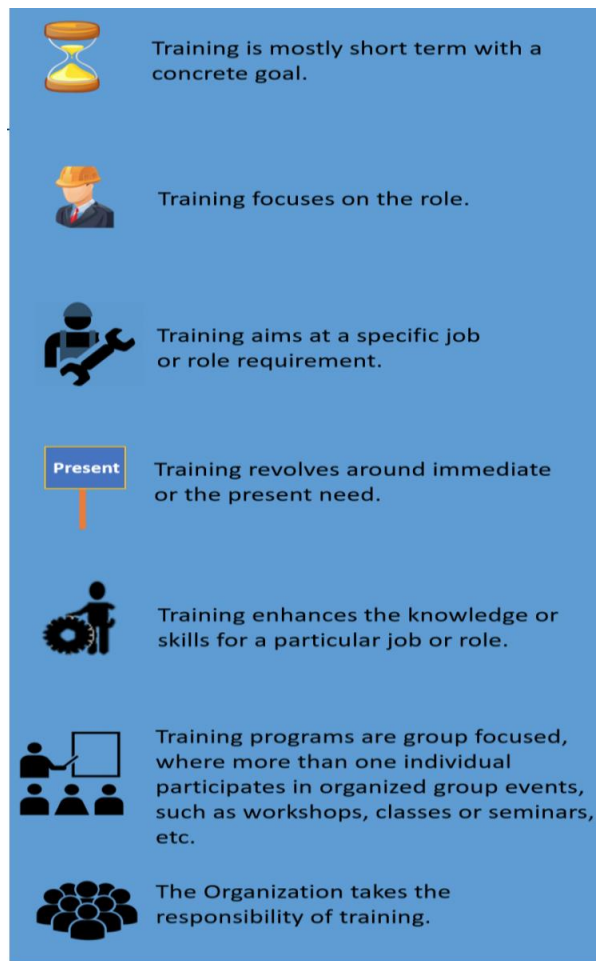 Training is mostly short term with a
concrete goal.
Training focuses on the role.
Training aims at a specific job
or role requirement.
Present
Training revolves around immediate
or the present need.
Training enhances the knowledge or
skills for a particular job or role.
Training programs are group focused,
where more than one individual
participates in organized group events,
such as workshops, classes or seminars,
etc.
The Organization takes the
responsibility of training.